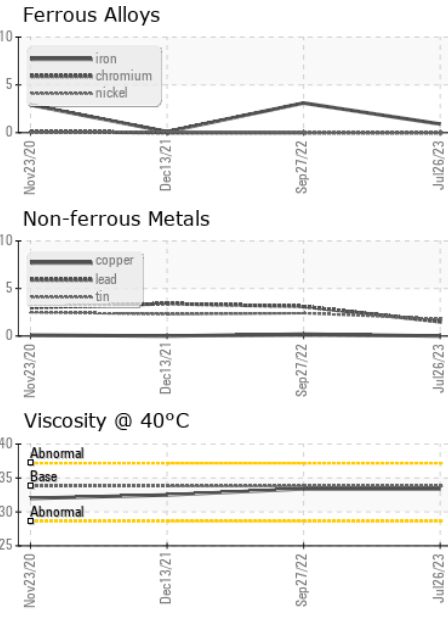 Ferrous Alloys
10
5
0
iron
chromium
nickel
Nov23/20
Dec13/21
Sep27/22
Jul26/23
Non-ferrous Metals
10
5
0
copper
lead
tin
Nov23/20
Dec13/21
Sep27/22
Jul26/23
Viscosity @ 40°C
40
35
30
25
Abnormal
Base
Abnormal
Nov23/20
Dec13/21
Sep27/22
Jul26/23